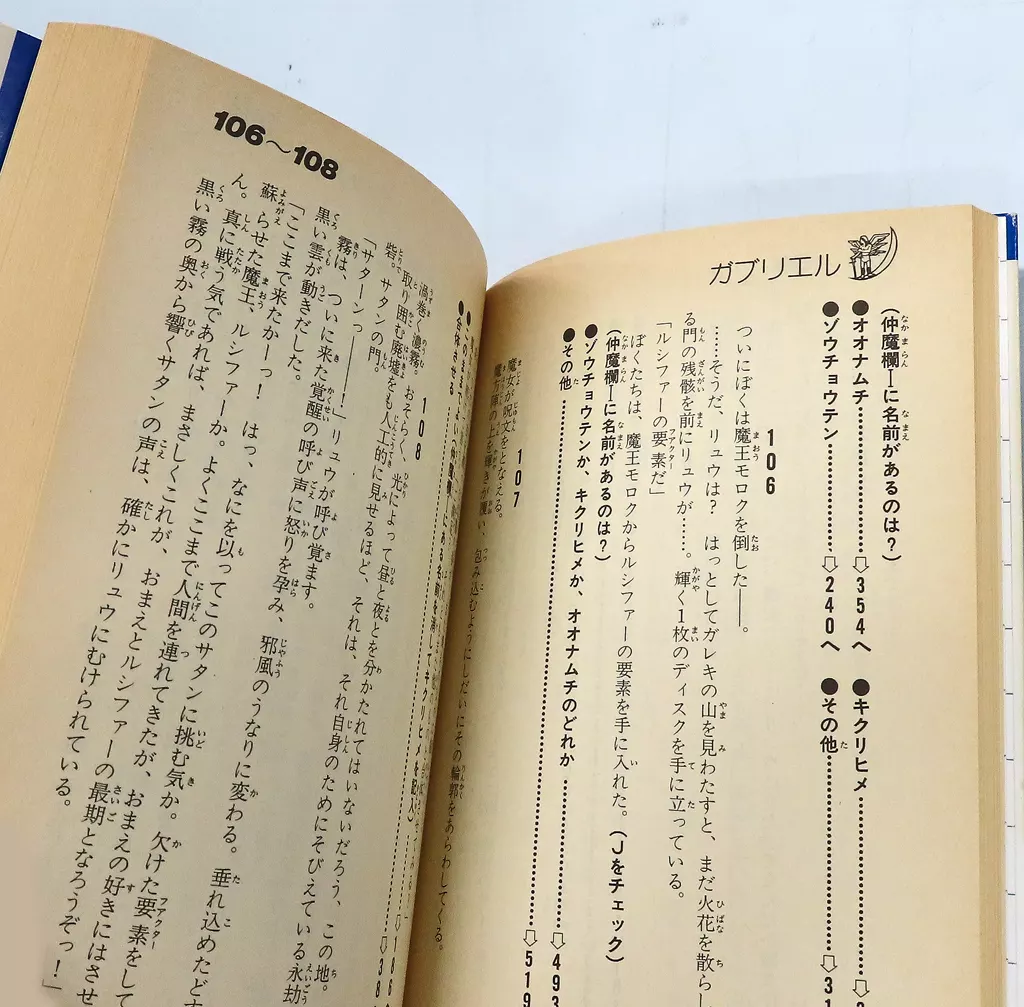 ガブリエル
(仲魔欄ーに名前があるのは?)
●オオナムチ……⇨354へ ●キクリヒメ……
●ゾウチョウテン……⇨240へ ●その他……⇨31
106
ついにぼくは魔王モロクを倒した――。
……そうだ、リュウは? はっとしてガレキの山を見わたすと、まだ火花を散らし
る門の残骸を前にリュウが……。輝く1枚のディスクを手に立っている。
「ルシファーの要素だ」
ぼくたちは、魔王モロクからルシファーの要素を手に入れた。(Jをチェック)
(仲魔欄ーに名前があるのは?)
●ゾウチョウテンか、キクリヒメか、オオナムチのどれか……⇨493
●その他……⇨519
107
魔女が呪文をとなえる。
魔方陣の上を輝きが覆い、包み込むようにしだいにその輪郭をあらわしてくる。
106〜108
108
渦巻く濃霧。おそらく、光によって昼と夜とを分かたれてはいないだろう、この地。
砦。取り囲む廃墟をも人工的に見せるほど、それは、それ自身のためにそびえている永劫
サタンの門。
「サターンっ――!」リュウが呼び覚ます。
霧は、ついに来た覚醒の呼び声に怒りを孕み、邪風のうなりに変わる。垂れ込めたどす
黒い雲が動きだした。
「ここまで来たかーっ! はっ、なにを以ってこのサタンに挑む気か。欠けた要素をして
蘇らせた魔王、ルシファーか。よくここまで人間を連れてきたが、おまえの好きにはさせ
ん。真に戦う気であれば、まさしくこれが、おまえとルシファーの最期となろうぞっ!」
黒い霧の奥から響くサタンの声は、確かにリュウにむけられている。